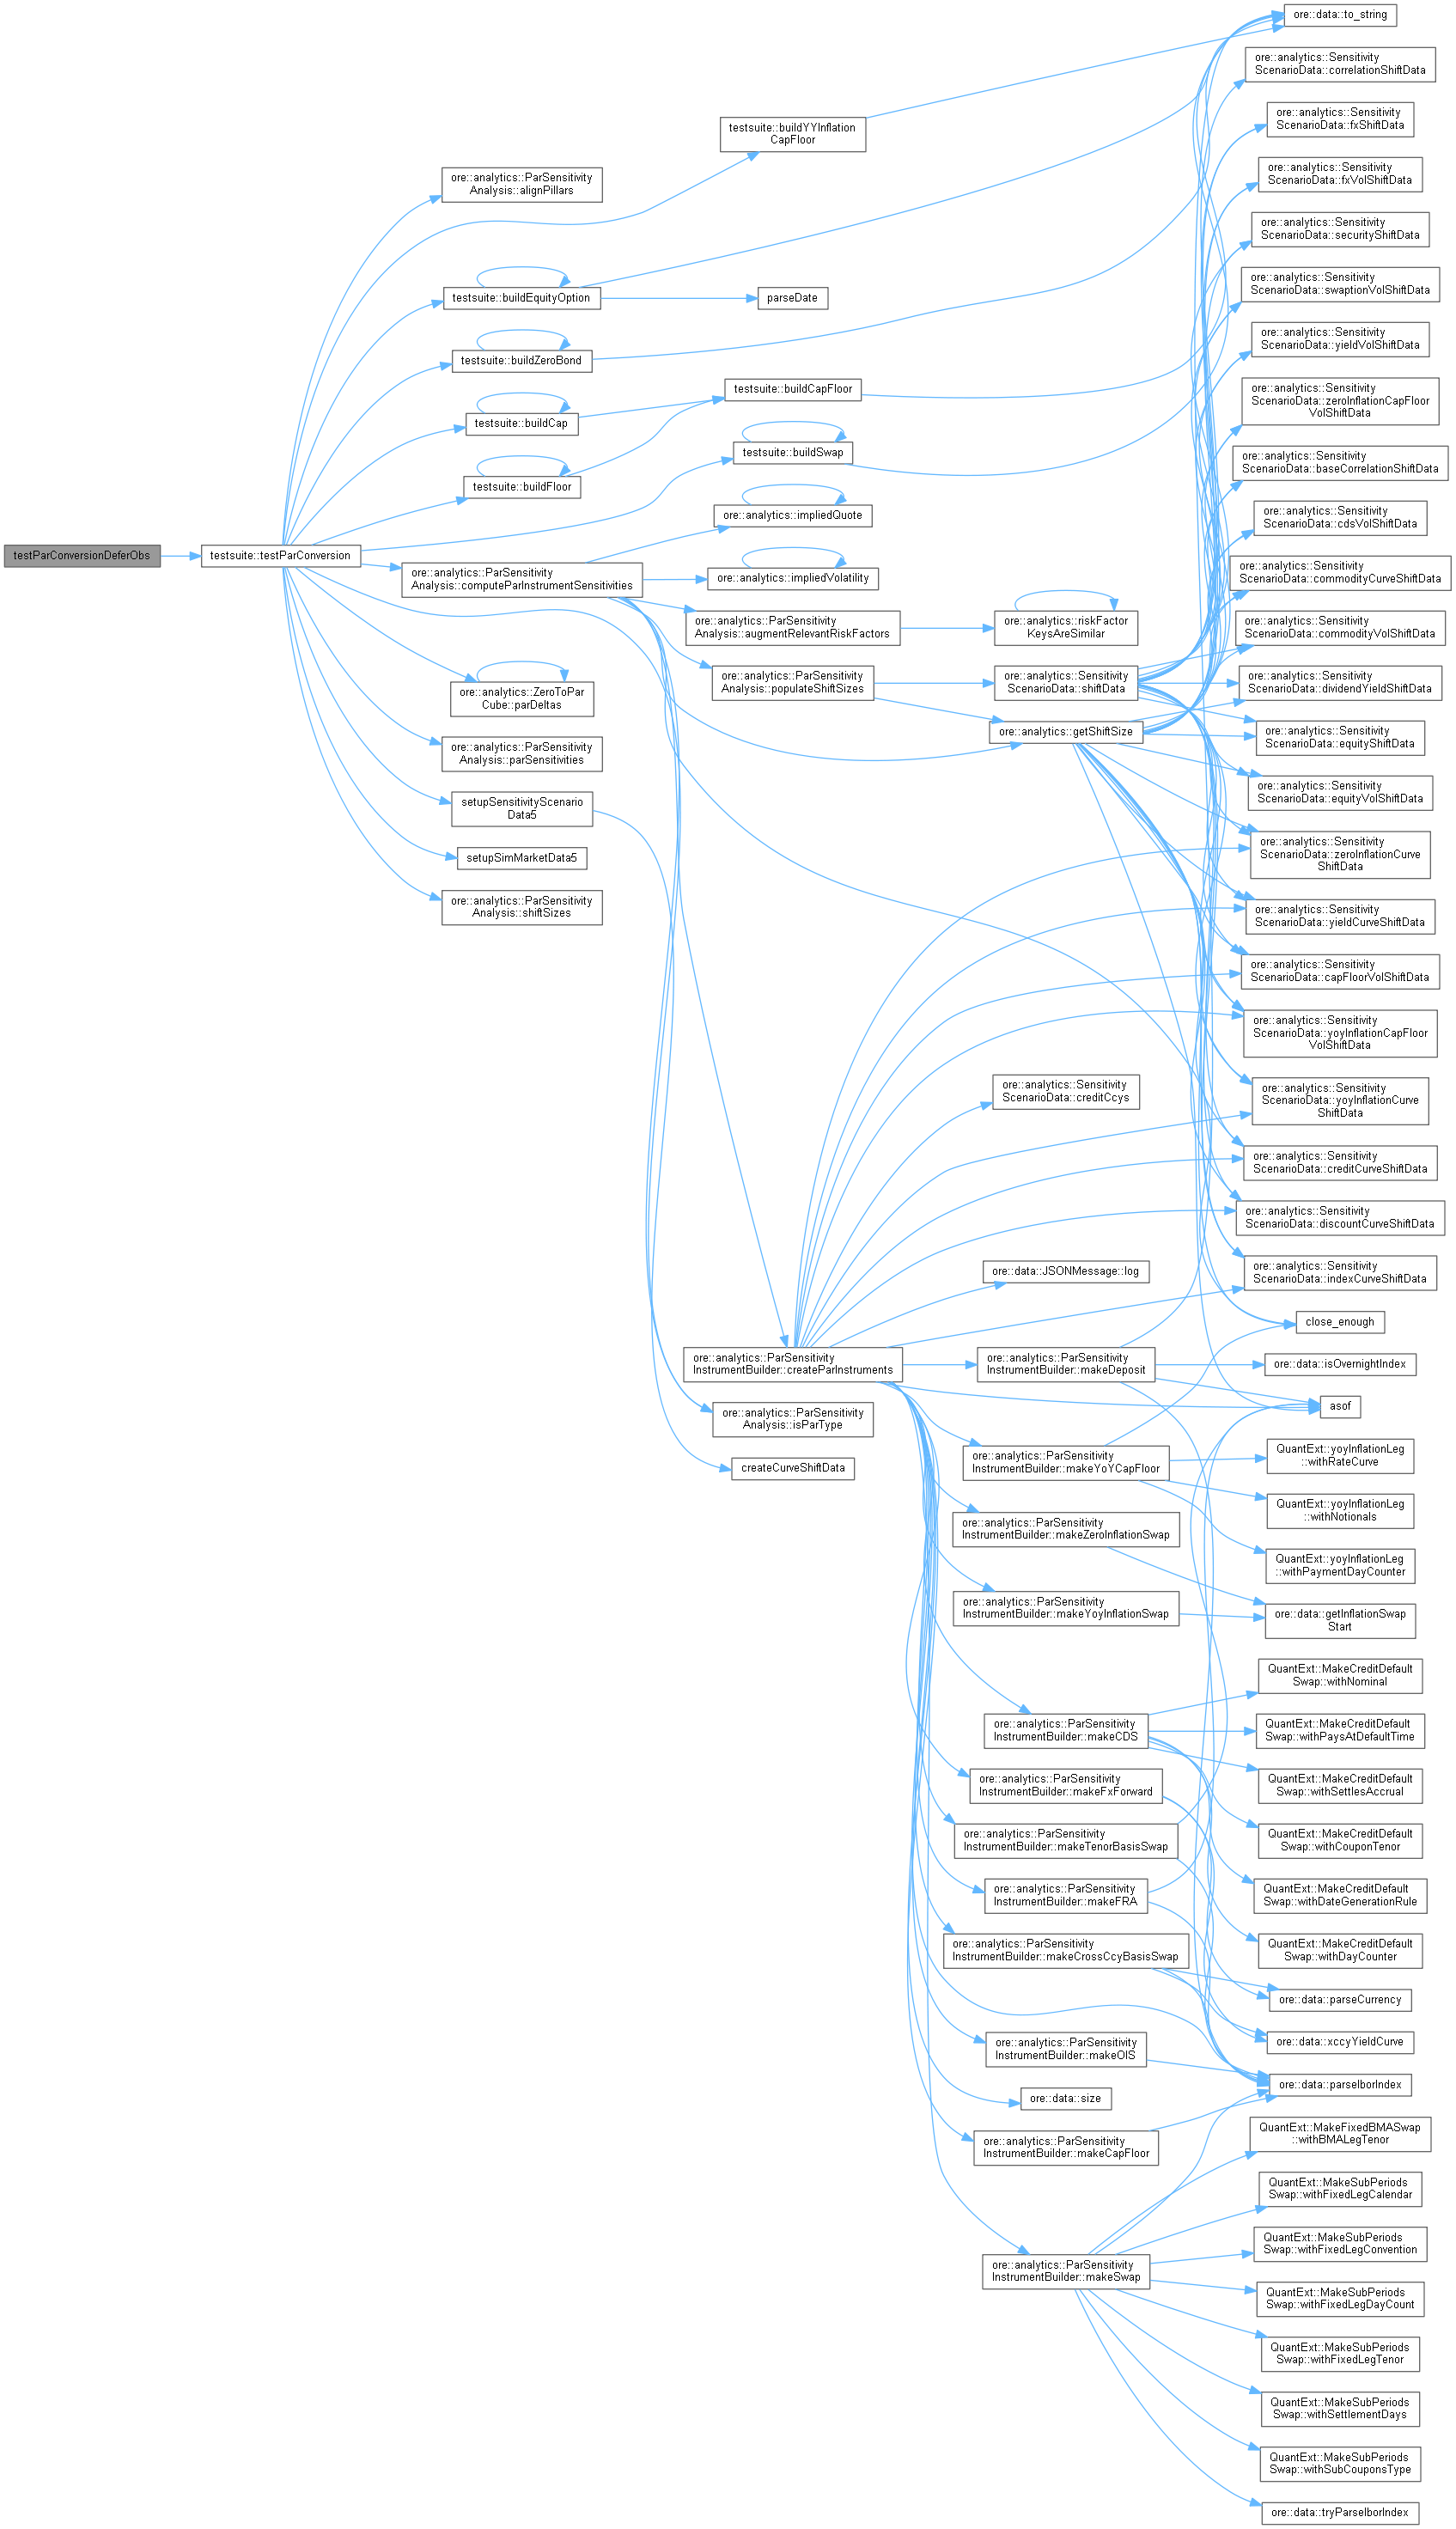 testParConversionDeferObs
testsuite::testParConversion
ore::analytics::ParSensitivity
Analysis::alignPillars
testsuite::buildEquityOption
testsuite::buildZeroBond
testsuite::buildCap
testsuite::buildFloor
ore::analytics::ParSensitivity
Analysis::computeParInstrumentSensitivities
ore::analytics::ZeroToPar
Cube::parDeltas
ore::analytics::ParSensitivity
Analysis::parSensitivities
setupSensitivityScenario
Data5
setupSimMarketData5
ore::analytics::ParSensitivity
Analysis::shiftSizes
testsuite::buildYYInflation
CapFloor
parseDate
testsuite::buildCapFloor
testsuite::buildSwap
ore::analytics::impliedQuote
ore::analytics::impliedVolatility
ore::analytics::ParSensitivity
Analysis::augmentRelevantRiskFactors
ore::analytics::ParSensitivity
Analysis::populateShiftSizes
ore::analytics::ParSensitivity
InstrumentBuilder::createParInstruments
ore::analytics::ParSensitivity
Analysis::isParType
createCurveShiftData
ore::analytics::riskFactor
KeysAreSimilar
ore::analytics::Sensitivity
ScenarioData::shiftData
ore::analytics::getShiftSize
ore::analytics::Sensitivity
ScenarioData::creditCcys
ore::data::JSONMessage::log
ore::analytics::ParSensitivity
InstrumentBuilder::makeDeposit
ore::analytics::ParSensitivity
InstrumentBuilder::makeYoYCapFloor
ore::analytics::ParSensitivity
InstrumentBuilder::makeZeroInflationSwap
ore::analytics::ParSensitivity
InstrumentBuilder::makeYoyInflationSwap
ore::analytics::ParSensitivity
InstrumentBuilder::makeCDS
ore::analytics::ParSensitivity
InstrumentBuilder::makeFxForward
ore::analytics::ParSensitivity
InstrumentBuilder::makeTenorBasisSwap
ore::analytics::ParSensitivity
InstrumentBuilder::makeFRA
ore::analytics::ParSensitivity
InstrumentBuilder::makeCrossCcyBasisSwap
ore::analytics::ParSensitivity
InstrumentBuilder::makeOIS
ore::data::size
ore::analytics::ParSensitivity
InstrumentBuilder::makeCapFloor
ore::analytics::ParSensitivity
InstrumentBuilder::makeSwap
ore::data::to_string
ore::analytics::Sensitivity
ScenarioData::correlationShiftData
ore::analytics::Sensitivity
ScenarioData::fxShiftData
ore::analytics::Sensitivity
ScenarioData::fxVolShiftData
ore::analytics::Sensitivity
ScenarioData::securityShiftData
ore::analytics::Sensitivity
ScenarioData::swaptionVolShiftData
ore::analytics::Sensitivity
ScenarioData::yieldVolShiftData
ore::analytics::Sensitivity
ScenarioData::zeroInflationCapFloor
VolShiftData
ore::analytics::Sensitivity
ScenarioData::baseCorrelationShiftData
ore::analytics::Sensitivity
ScenarioData::cdsVolShiftData
ore::analytics::Sensitivity
ScenarioData::commodityCurveShiftData
ore::analytics::Sensitivity
ScenarioData::commodityVolShiftData
ore::analytics::Sensitivity
ScenarioData::dividendYieldShiftData
ore::analytics::Sensitivity
ScenarioData::equityShiftData
ore::analytics::Sensitivity
ScenarioData::equityVolShiftData
ore::analytics::Sensitivity
ScenarioData::zeroInflationCurve
ShiftData
ore::analytics::Sensitivity
ScenarioData::yieldCurveShiftData
ore::analytics::Sensitivity
ScenarioData::capFloorVolShiftData
ore::analytics::Sensitivity
ScenarioData::yoyInflationCapFloor
VolShiftData
ore::analytics::Sensitivity
ScenarioData::yoyInflationCurve
ShiftData
ore::analytics::Sensitivity
ScenarioData::creditCurveShiftData
ore::analytics::Sensitivity
ScenarioData::discountCurveShiftData
ore::analytics::Sensitivity
ScenarioData::indexCurveShiftData
close_enough
ore::data::isOvernightIndex
asof
QuantExt::yoyInflationLeg
::withRateCurve
QuantExt::yoyInflationLeg
::withNotionals
QuantExt::yoyInflationLeg
::withPaymentDayCounter
ore::data::getInflationSwap
Start
QuantExt::MakeCreditDefault
Swap::withNominal
QuantExt::MakeCreditDefault
Swap::withPaysAtDefaultTime
QuantExt::MakeCreditDefault
Swap::withSettlesAccrual
QuantExt::MakeCreditDefault
Swap::withCouponTenor
QuantExt::MakeCreditDefault
Swap::withDateGenerationRule
QuantExt::MakeCreditDefault
Swap::withDayCounter
ore::data::parseCurrency
ore::data::xccyYieldCurve
ore::data::parseIborIndex
QuantExt::MakeFixedBMASwap
::withBMALegTenor
QuantExt::MakeSubPeriods
Swap::withFixedLegCalendar
QuantExt::MakeSubPeriods
Swap::withFixedLegConvention
QuantExt::MakeSubPeriods
Swap::withFixedLegDayCount
QuantExt::MakeSubPeriods
Swap::withFixedLegTenor
QuantExt::MakeSubPeriods
Swap::withSettlementDays
QuantExt::MakeSubPeriods
Swap::withSubCouponsType
ore::data::tryParseIborIndex